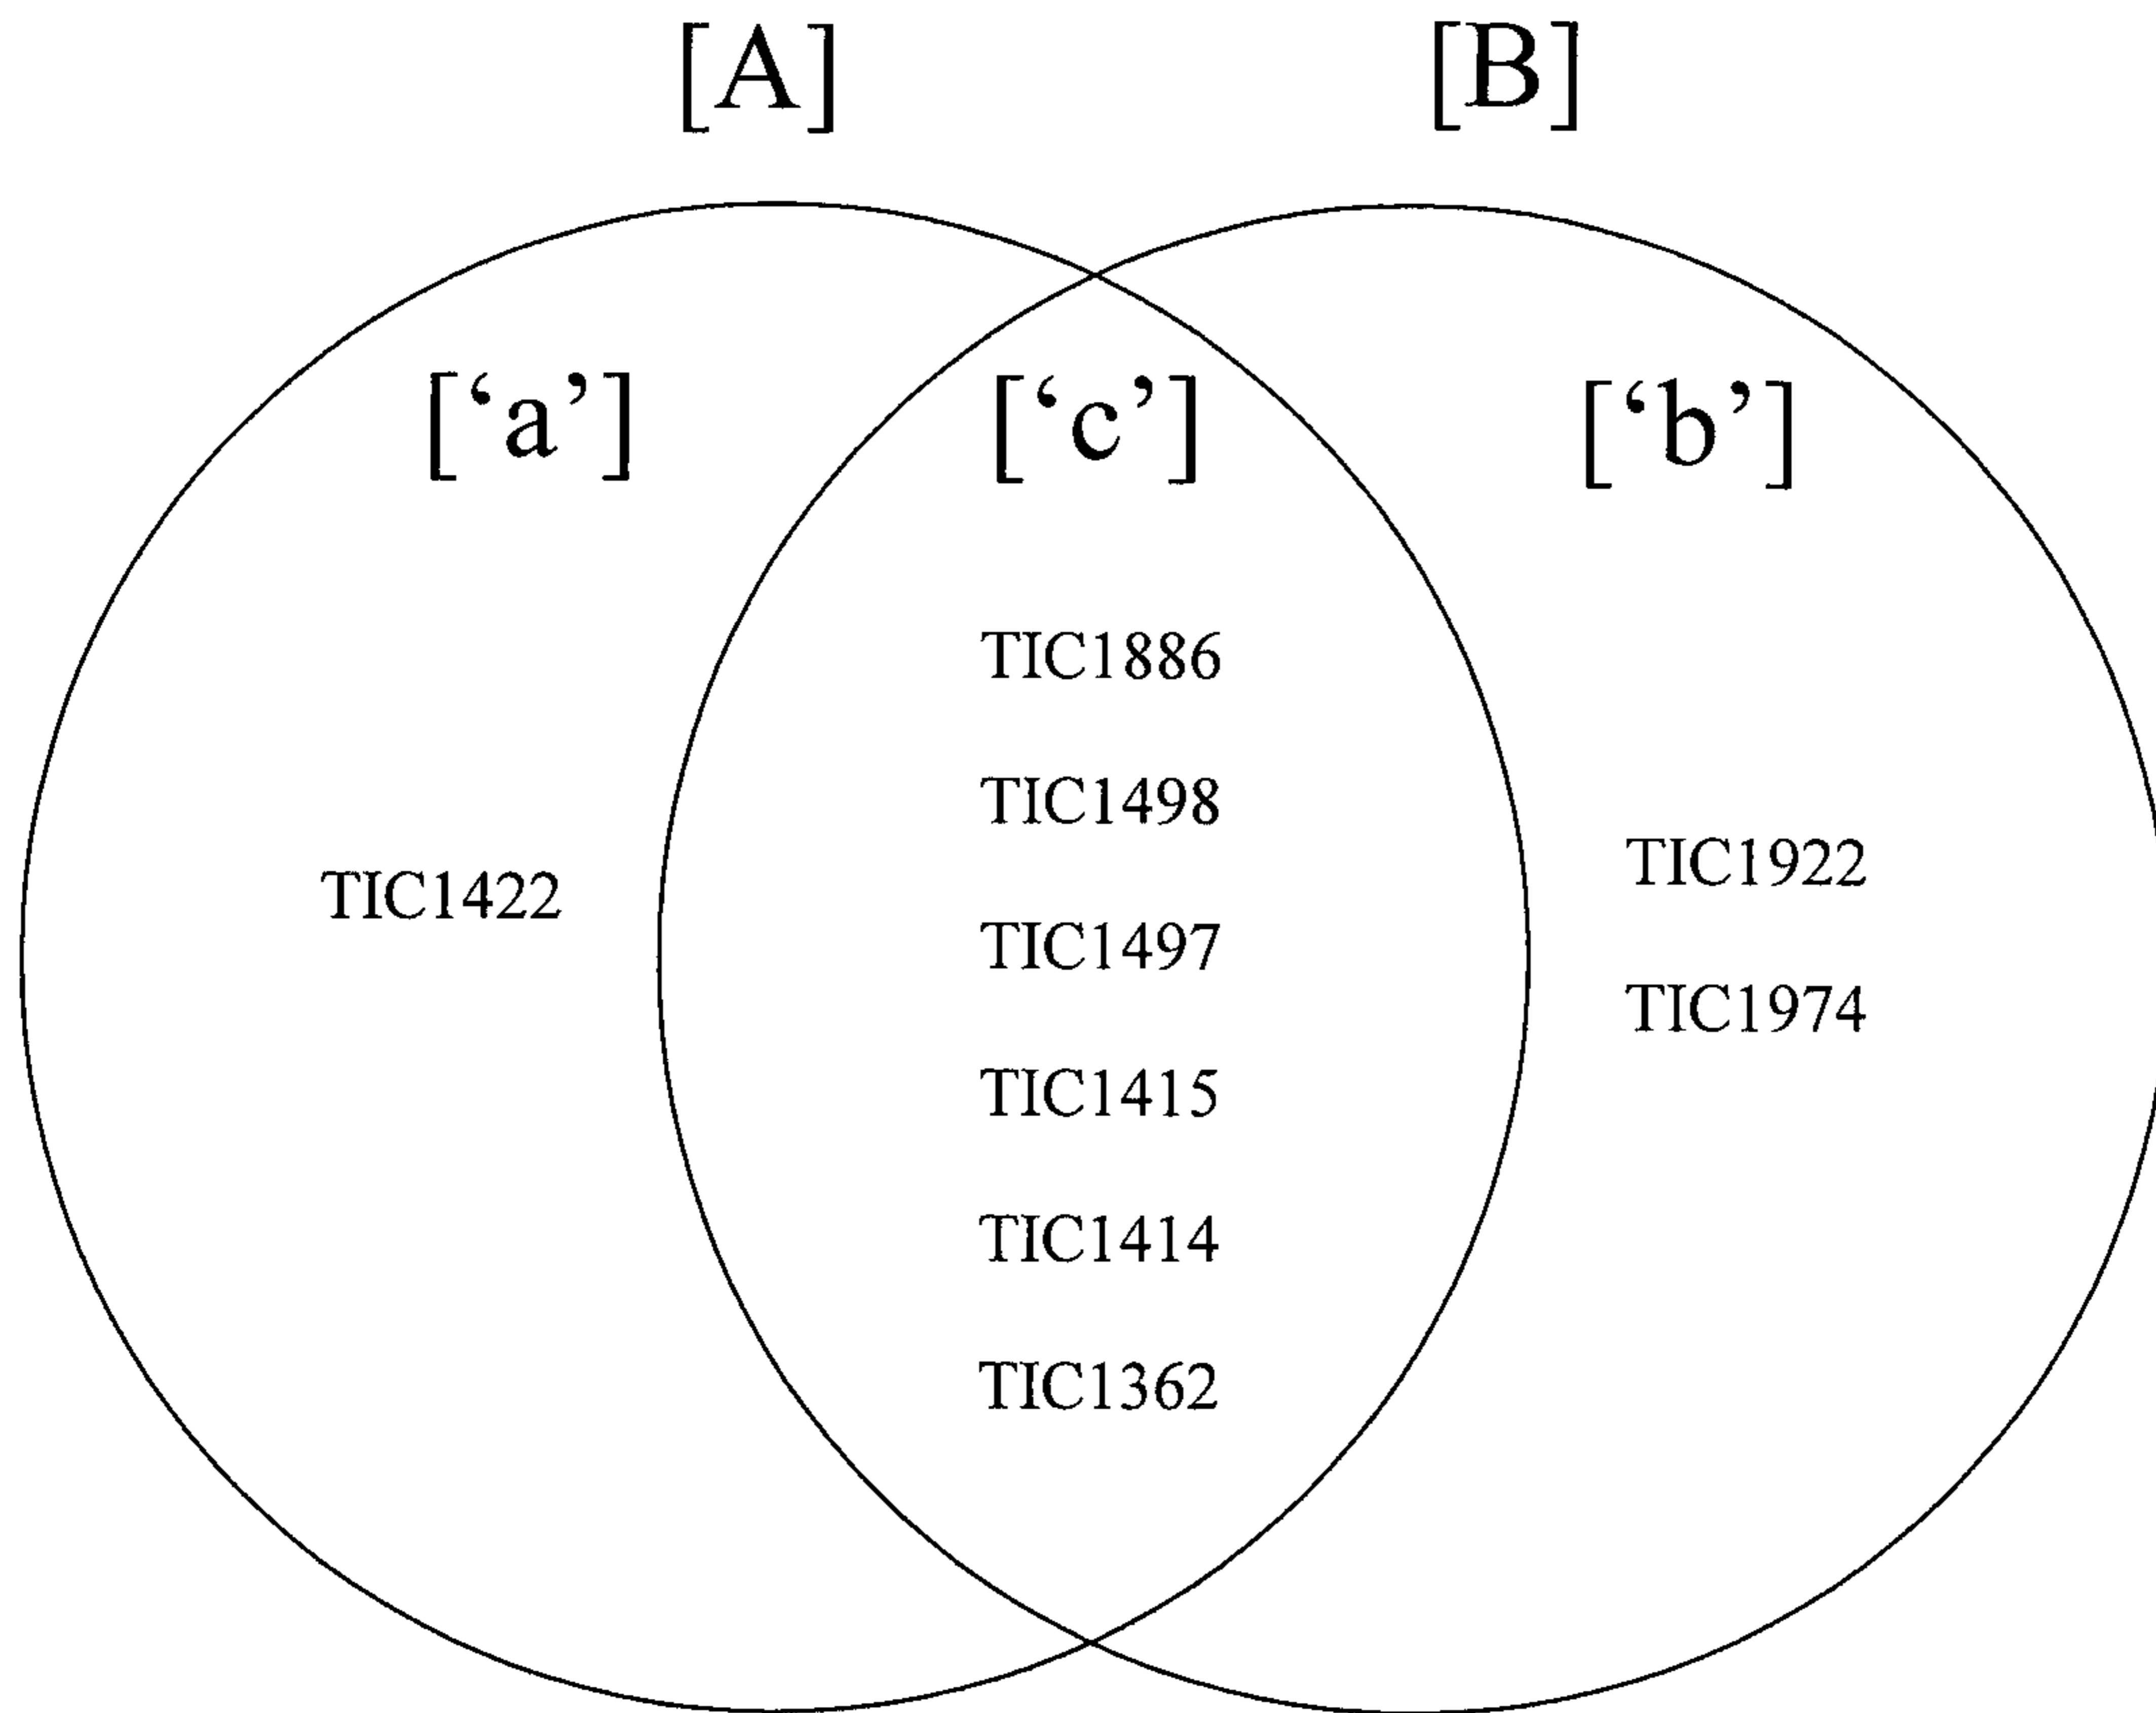 [A]
[B]
[‘a’]
[‘c’]
[‘b’]
TIC1886
TIC1498
TIC1422
TIC1497
TIC1415
TIC1414
TIC1362
TIC1922
TIC1974